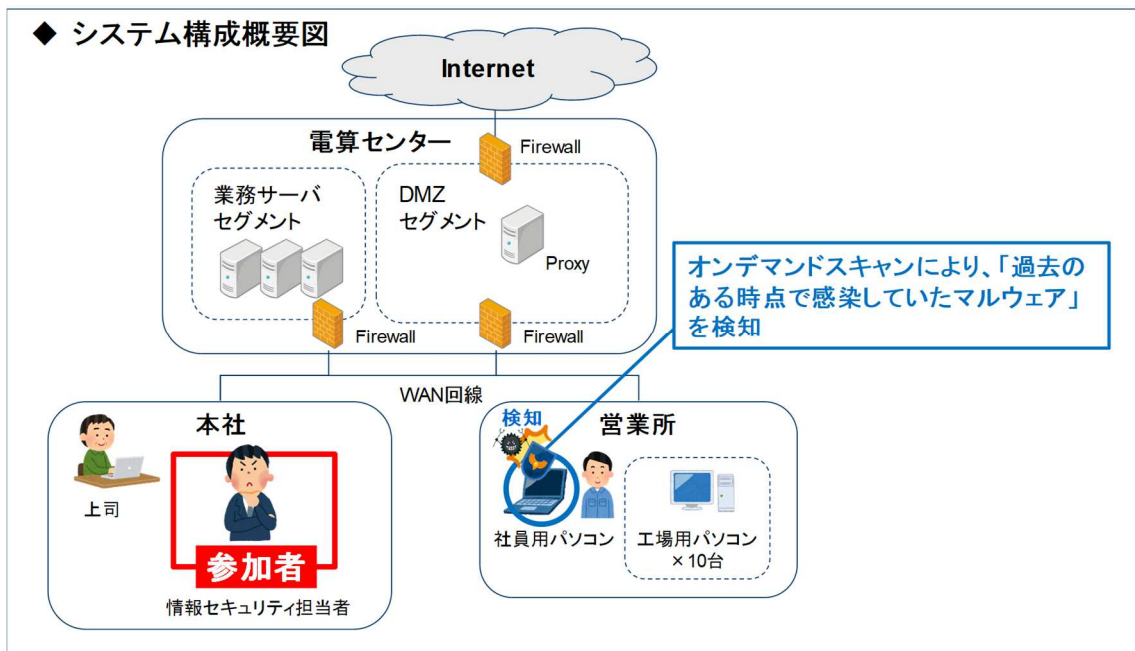 ◆ システム構成概要図
Internet
電算センター
Firewall
業務サーバ
セグメント
DMZ
セグメント
Proxy
オンデマンドスキャンにより、「過去の
ある時点で感染していたマルウェア」
を検知
Firewall
Firewall
WAN回線
本社
上司
参加者
情報セキュリティ担当者
営業所
検知
社員用パソコン
工場用パソコン
×10台